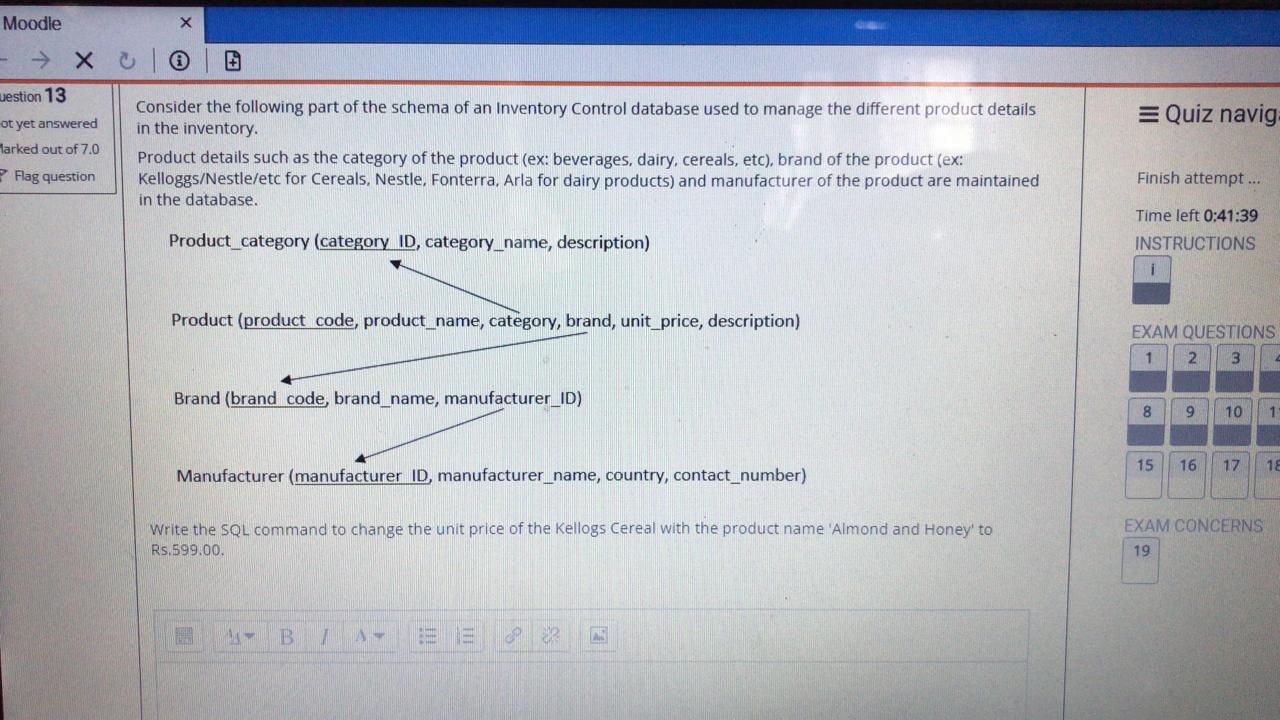 Moodle
uestion 13
ot yet answered
arked out of 7.0
Flag question
Consider the following part of the schema of an Inventory Control database used to manage the different product details
in the inventory.
Product details such as the category of the product (ex: beverages, dairy, cereals, etc), brand of the product (ex:
Kelloggs/Nestle/etc for Cereals, Nestle, Fonterra, Arla for dairy products) and manufacturer of the product are maintained
in the database.
Product_category (category_ID, category_name, description)
Product (product_code, product_name, category, brand, unit_price, description)
Brand (brand_code, brand_name, manufacturer_ID)
Manufacturer (manufacturer_ID, manufacturer_name, country, contact_number)
Write the SQL command to change the unit price of the Kellogs Cereal with the product name 'Almond and Honey' to
Rs.599.00.
B I A
Quiz naviga
Finish attempt ...
Time left 0:41:39
INSTRUCTIONS
i
EXAM QUESTIONS
1 2 3 4
8 9 10 1
15 16 17 18
EXAM CONCERNS
19